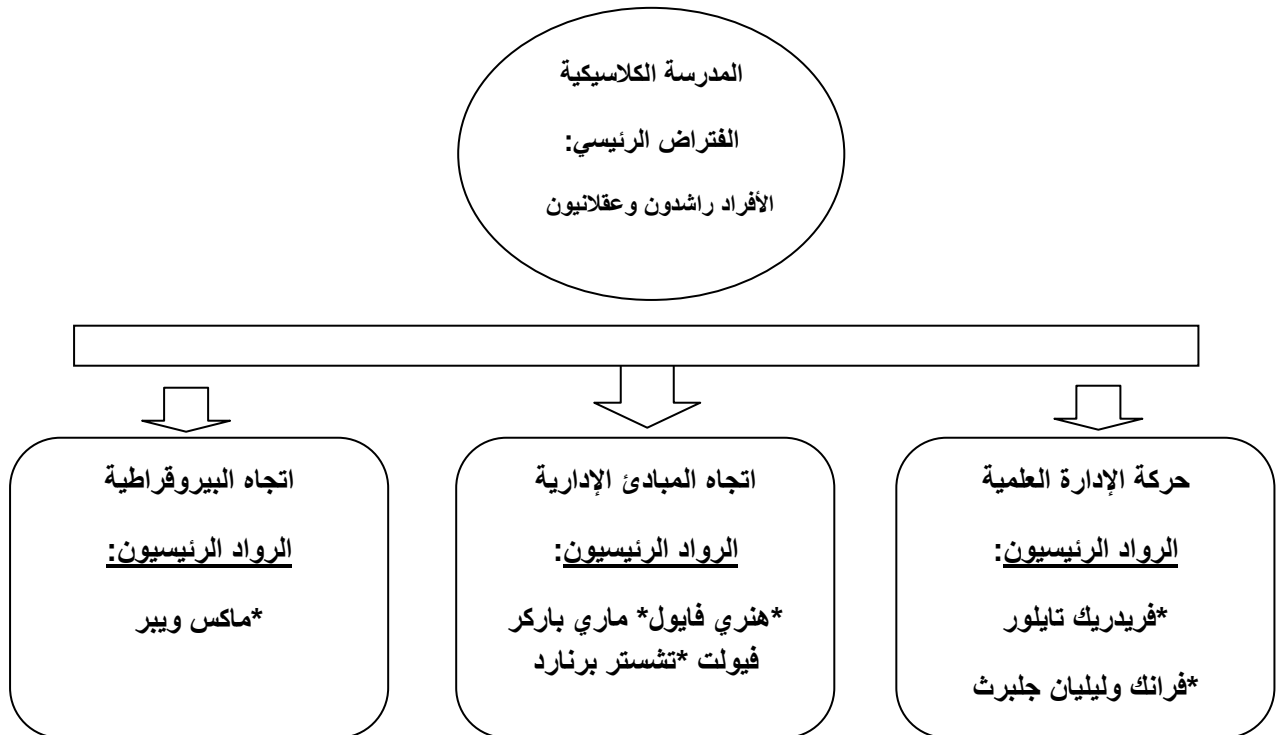 المدرسة الكلاسيكية
الفتراض الرئيسي:
الأفراد راشدون وعقلانيون
حركة الإدارة العلمية
الرواد الرئيسيون:
*فريدريك تايلور
*فرانك وليليان جلبرث
اتجاه المبادئ الإدارية
الرواد الرئيسيون:
*هنري فايول* ماري باركر
فيولت *تشستر برنارد
اتجاه البيروقراطية
الرواد الرئيسيون:
*ماكس ويبر